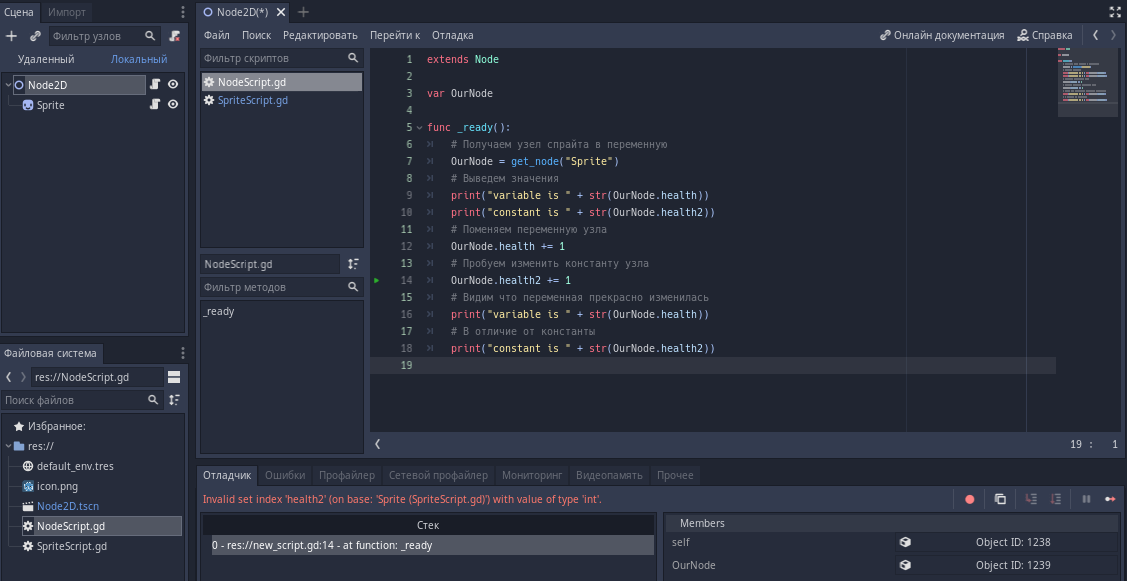 Сцена
Импорт
Фильтр узлов
Удаленный
Локальный
Node2D
Sprite
Файловая система
res://NodeScript.gd
Поиск файлов
Избранное:
res://
default_env.tres
icon.png
Node2D.tscn
NodeScript.gd
SpriteScript.gd
Node2D(*)
Файл Поиск Редактировать Перейти к Отладка
Онлайн документация Справка
Фильтр скриптов
NodeScript.gd
SpriteScript.gd
NodeScript.gd
Фильтр методов
_ready
1 extends Node
2
3 var OurNode
4
5 func _ready():
6 # Получаем узел спрайта в переменную
7 OurNode = get_node("Sprite")
8 # Выведем значения
9 print("variable is " + str(OurNode.health))
10 print("constant is " + str(OurNode.health2))
11 # Поменяем переменную узла
12 OurNode.health += 1
13 # Пробуем изменить константу узла
14 OurNode.health2 += 1
15 # Видим что переменная прекрасно изменилась
16 print("variable is " + str(OurNode.health))
17 # В отличие от константы
18 print("constant is " + str(OurNode.health2))
19
19 : 1
Отладчик Ошибки Профайлер Сетевой профайлер Мониторинг Видеопамять Прочее
Invalid set index 'health2' (on base: 'Sprite (SpriteScript.gd)') with value of type 'int'.
Стек
0 - res://new_script.gd:14 - at function: _ready
Members
self Object ID: 1238
OurNode Object ID: 1239